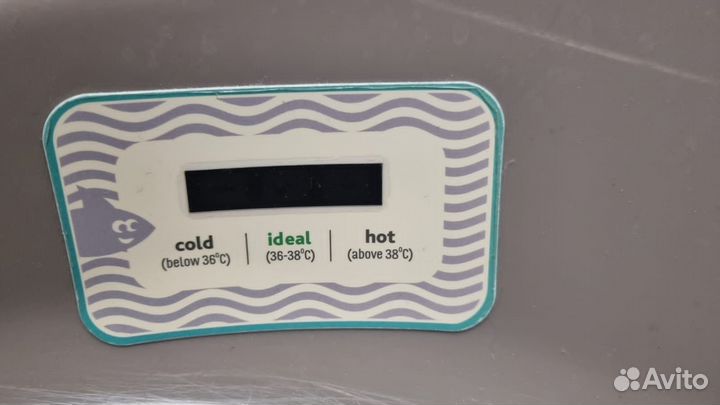 cold | ideal | hot
(below 36°C) | (36-38°C) | (above 38°C)
Avito